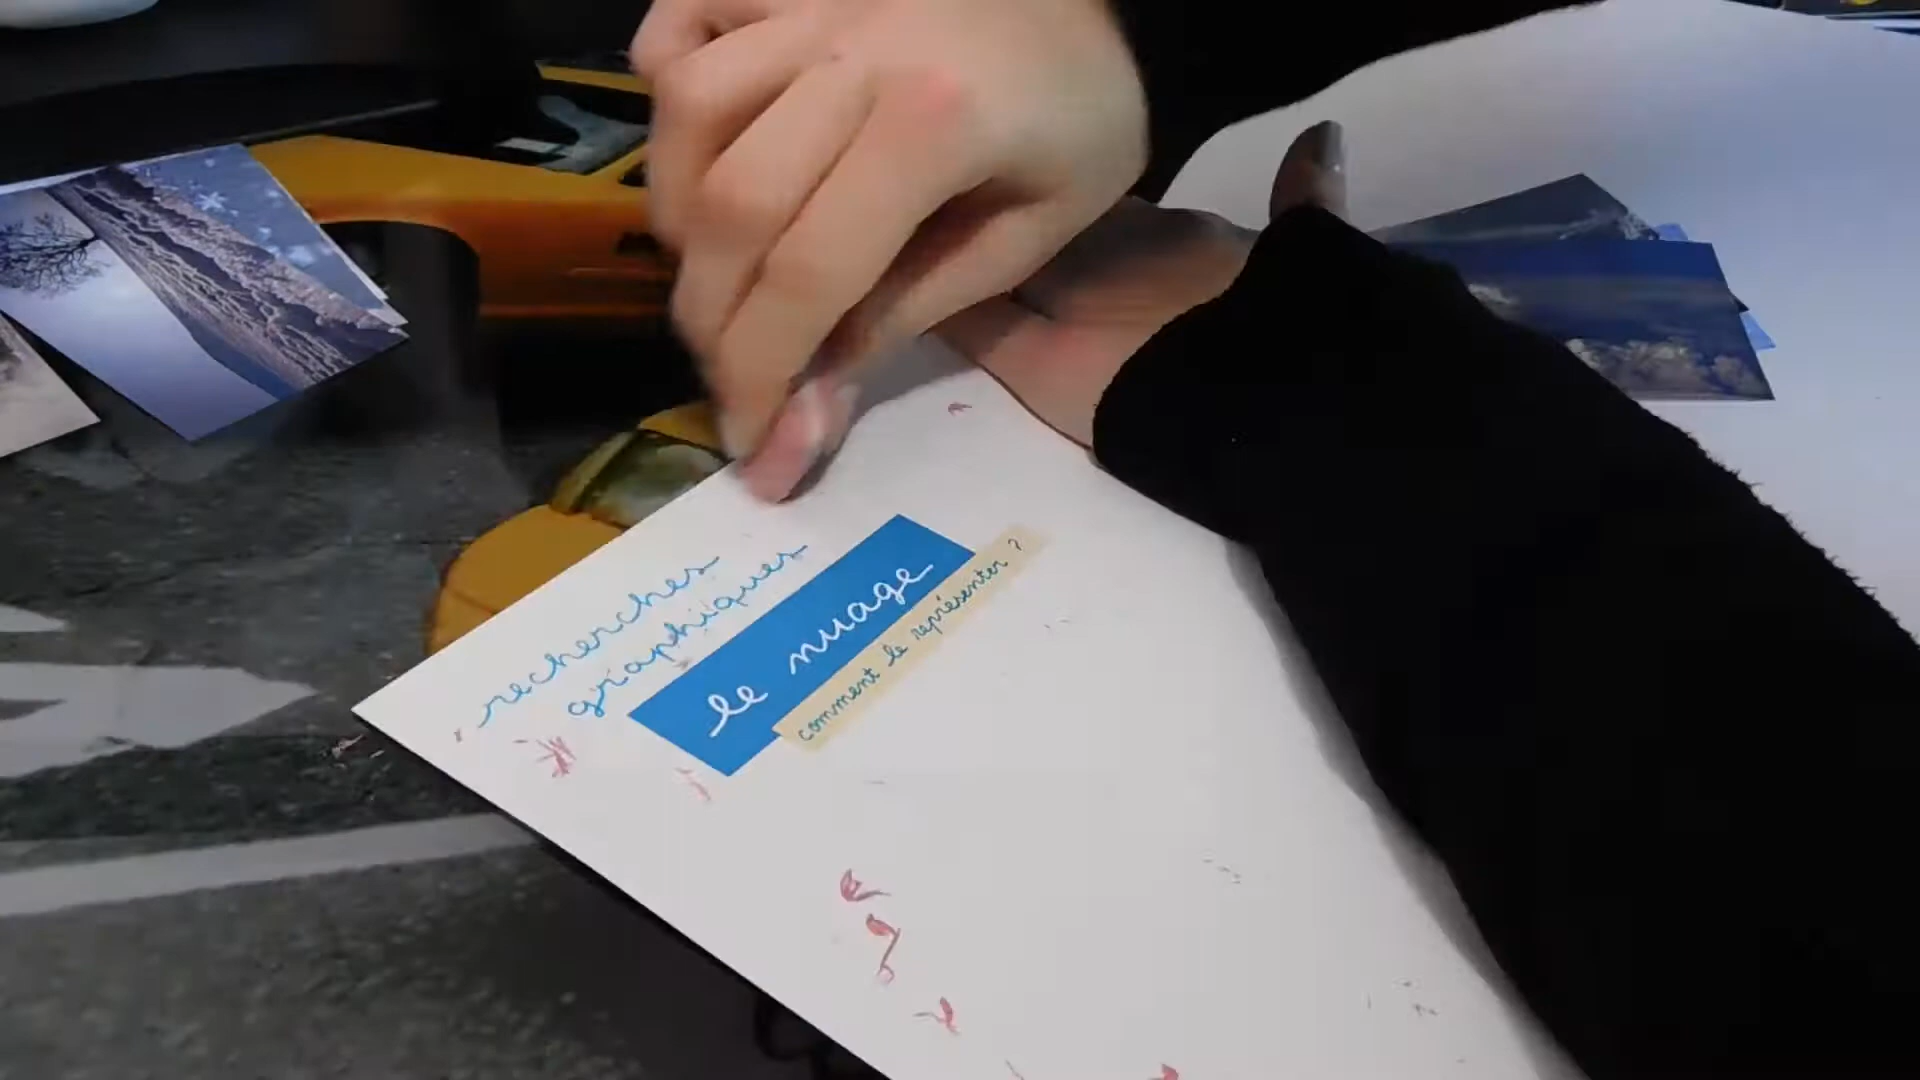 recherches
graphiques
le nuage
comment le représenter ?